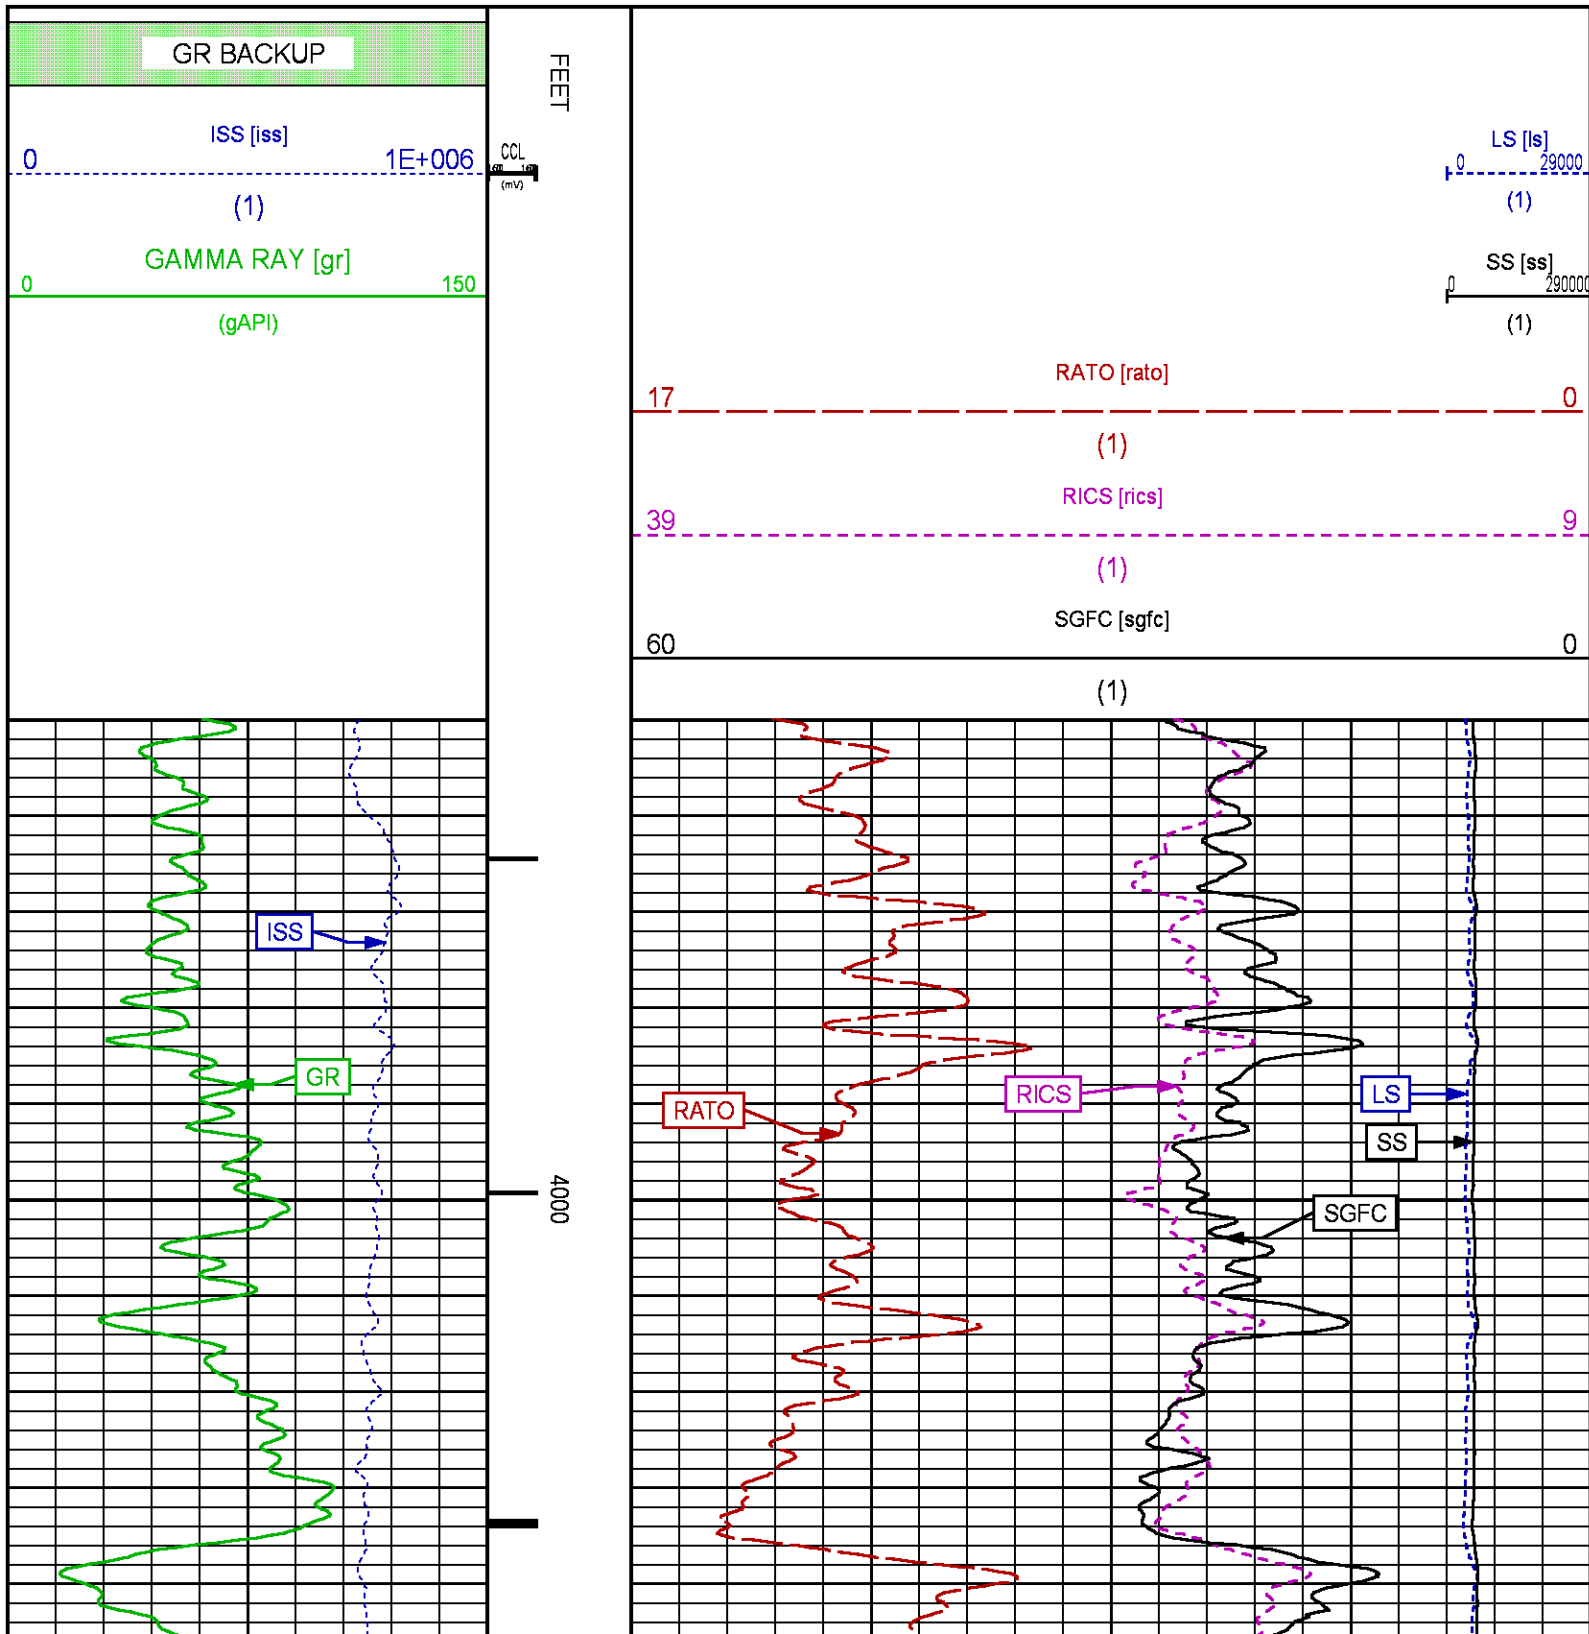 GR BACKUP
ISS [iss]
0 1E+006
(1)
GAMMA RAY [gr]
0 150
(gAPI)
FEET
CCL
(mV)
LS [ls]
0 29000
(1)
SS [ss]
0 290000
(1)
RATO [rato]
17 0
(1)
RICS [rics]
39 9
(1)
SGFC [sgfc]
60 0
(1)
ISS
GR
RATO
RICS
LS
SS
4000
SGFC